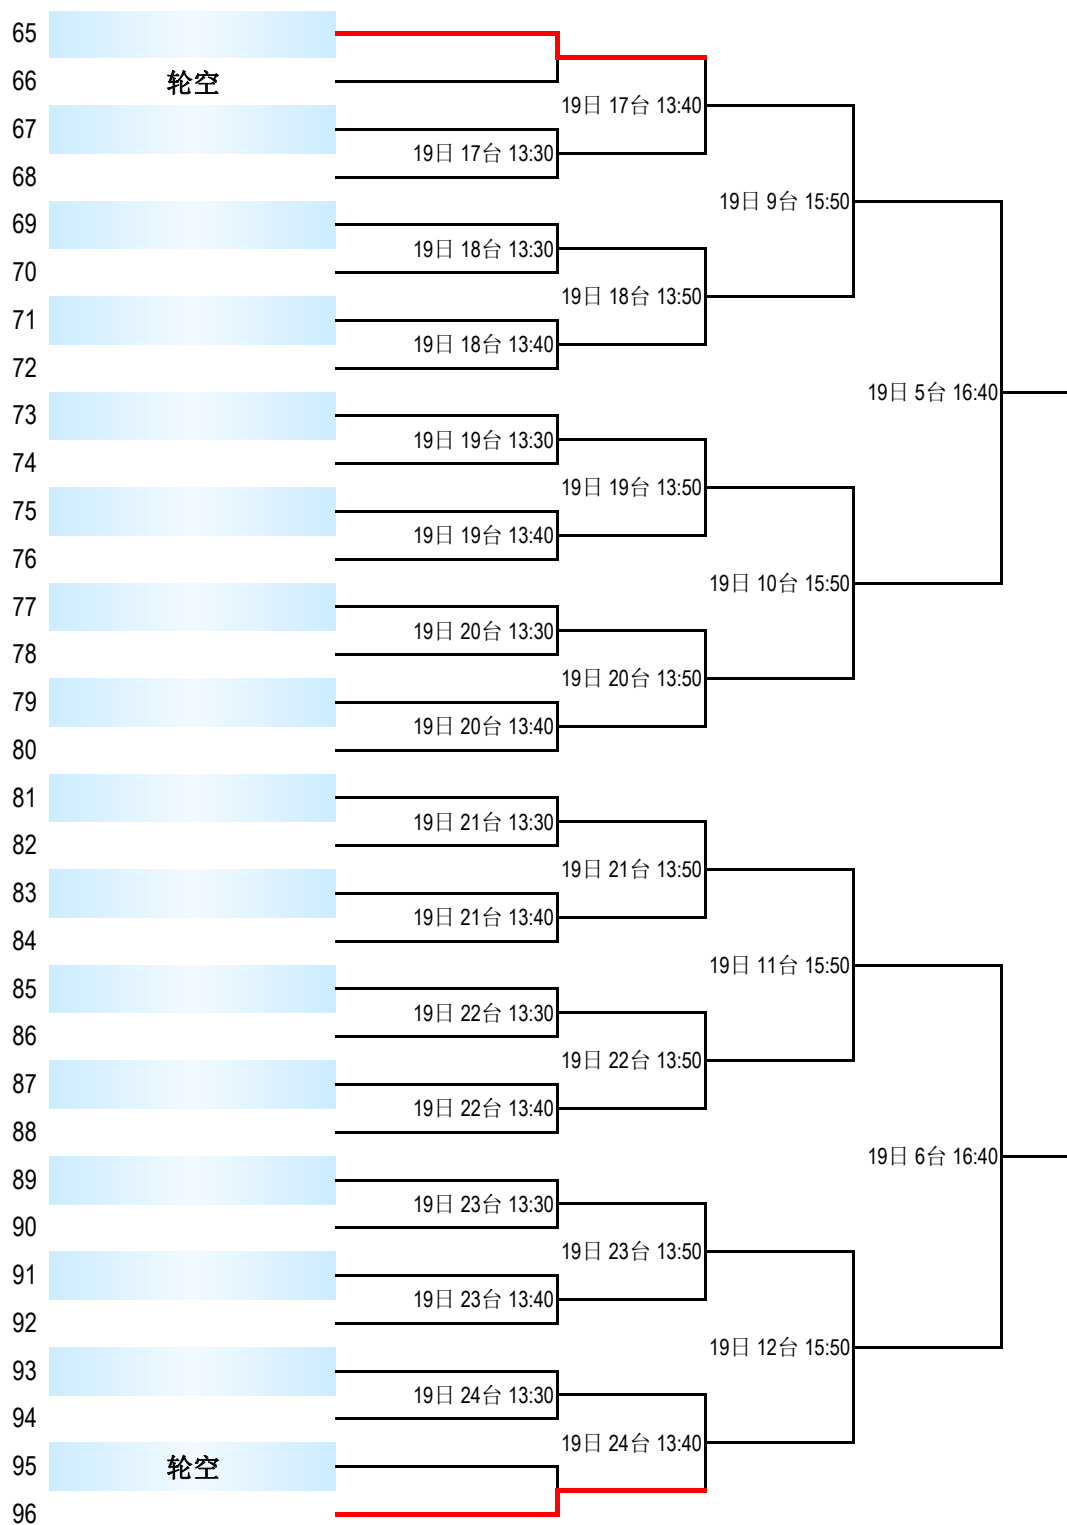 65
66 轮空
19日 17台 13:40
67
19日 17台 13:30
68
19日 9台 15:50
69
19日 18台 13:30
70
19日 18台 13:50
71
19日 18台 13:40
72
19日 5台 16:40
73
19日 19台 13:30
74
19日 19台 13:50
75
19日 19台 13:40
76
19日 10台 15:50
77
19日 20台 13:30
78
19日 20台 13:50
79
19日 20台 13:40
80
81
19日 21台 13:30
82
19日 21台 13:50
83
19日 21台 13:40
84
19日 11台 15:50
85
19日 22台 13:30
86
19日 22台 13:50
87
19日 22台 13:40
88
19日 6台 16:40
89
19日 23台 13:30
90
19日 23台 13:50
91
19日 23台 13:40
92
19日 12台 15:50
93
19日 24台 13:30
94
19日 24台 13:40
95 轮空
96